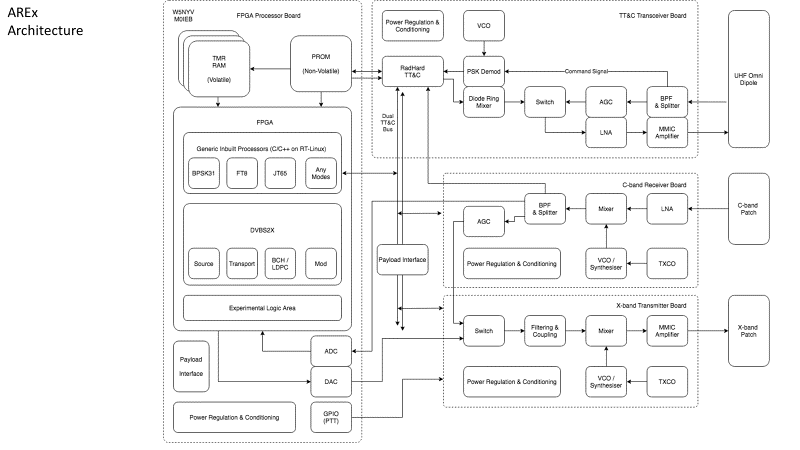 AREx
Architecture
W5NYV
M0IEB
FPGA Processor Board
TMR
RAM
(Volatile)
PROM
(Non-Volatile)
FPGA
Generic Inbuilt Processors (C/C++ on RT-Linux)
BPSK31
FT8
JT65
Any
Modes
DVBS2X
Source
Transport
BCH /
LDPC
Mod
Experimental Logic Area
Payload
Interface
ADC
DAC
Power Regulation & Conditioning
GPIO
(PTT)
TT&C Transceiver Board
Power Regulation &
Conditioning
VCO
RadHard
TT&C
PSK Demod
Command Signal
Diode Ring
Mixer
Switch
AGC
BPF
& Splitter
LNA
MMIC
Amplifier
UHF Omni
Dipole
Dual
TT&C
Bus
Payload Interface
C-band Receiver Board
AGC
BPF
& Splitter
Mixer
LNA
Power Regulation & Conditioning
VCO /
Synthesiser
TXCO
C-band
Patch
X-band Transmitter Board
Switch
Filtering &
Coupling
Mixer
MMIC
Amplifier
Power Regulation & Conditioning
VCO /
Synthesiser
TXCO
X-band
Patch